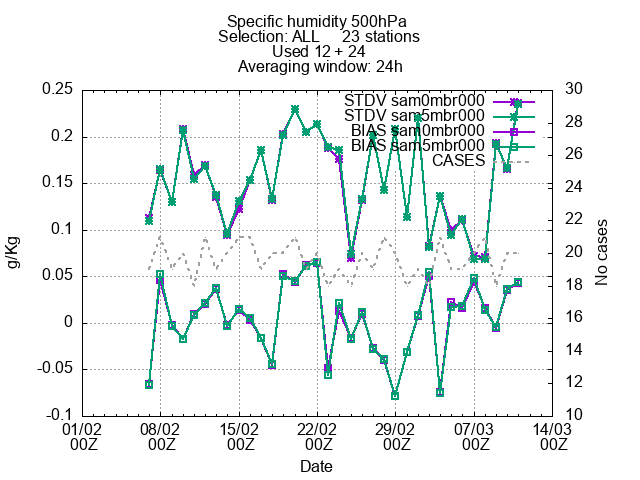 Specific humidity 500hPa
Selection: ALL 23 stations
Used 12 + 24
Averaging window: 24h
STDV sam0mbr000
STDV sam5mbr000
BIAS sam0mbr000
BIAS sam5mbr000
CASES
g/Kg
0.25
0.2
0.15
0.1
0.05
0
-0.05
-0.1
30
28
26
24
22
20
18
16
14
12
10
No cases
01/02 08/02 15/02 22/02 29/02 07/03 14/03
00Z 00Z 00Z 00Z 00Z 00Z 00Z
Date